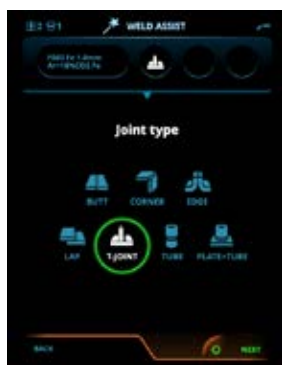 WELD ASSIST
Joint type
BUTT CORNER EDGE
LAP T-JOINT TUBE PLATE+TUBE
BACK NEXT